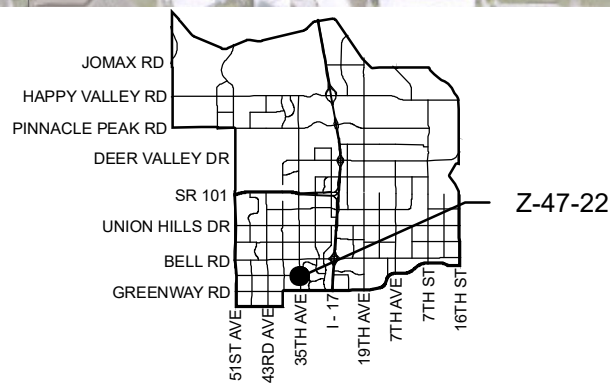 JOMAX RD
HAPPY VALLEY RD
PINNACLE PEAK RD
DEER VALLEY DR
SR 101
Z-47-22
UNION HILLS DR
BELL RD
GREENWAY RD
51ST AVE
43RD AVE
35TH AVE
I - 17
19TH AVE
7TH AVE
7TH ST
16TH ST